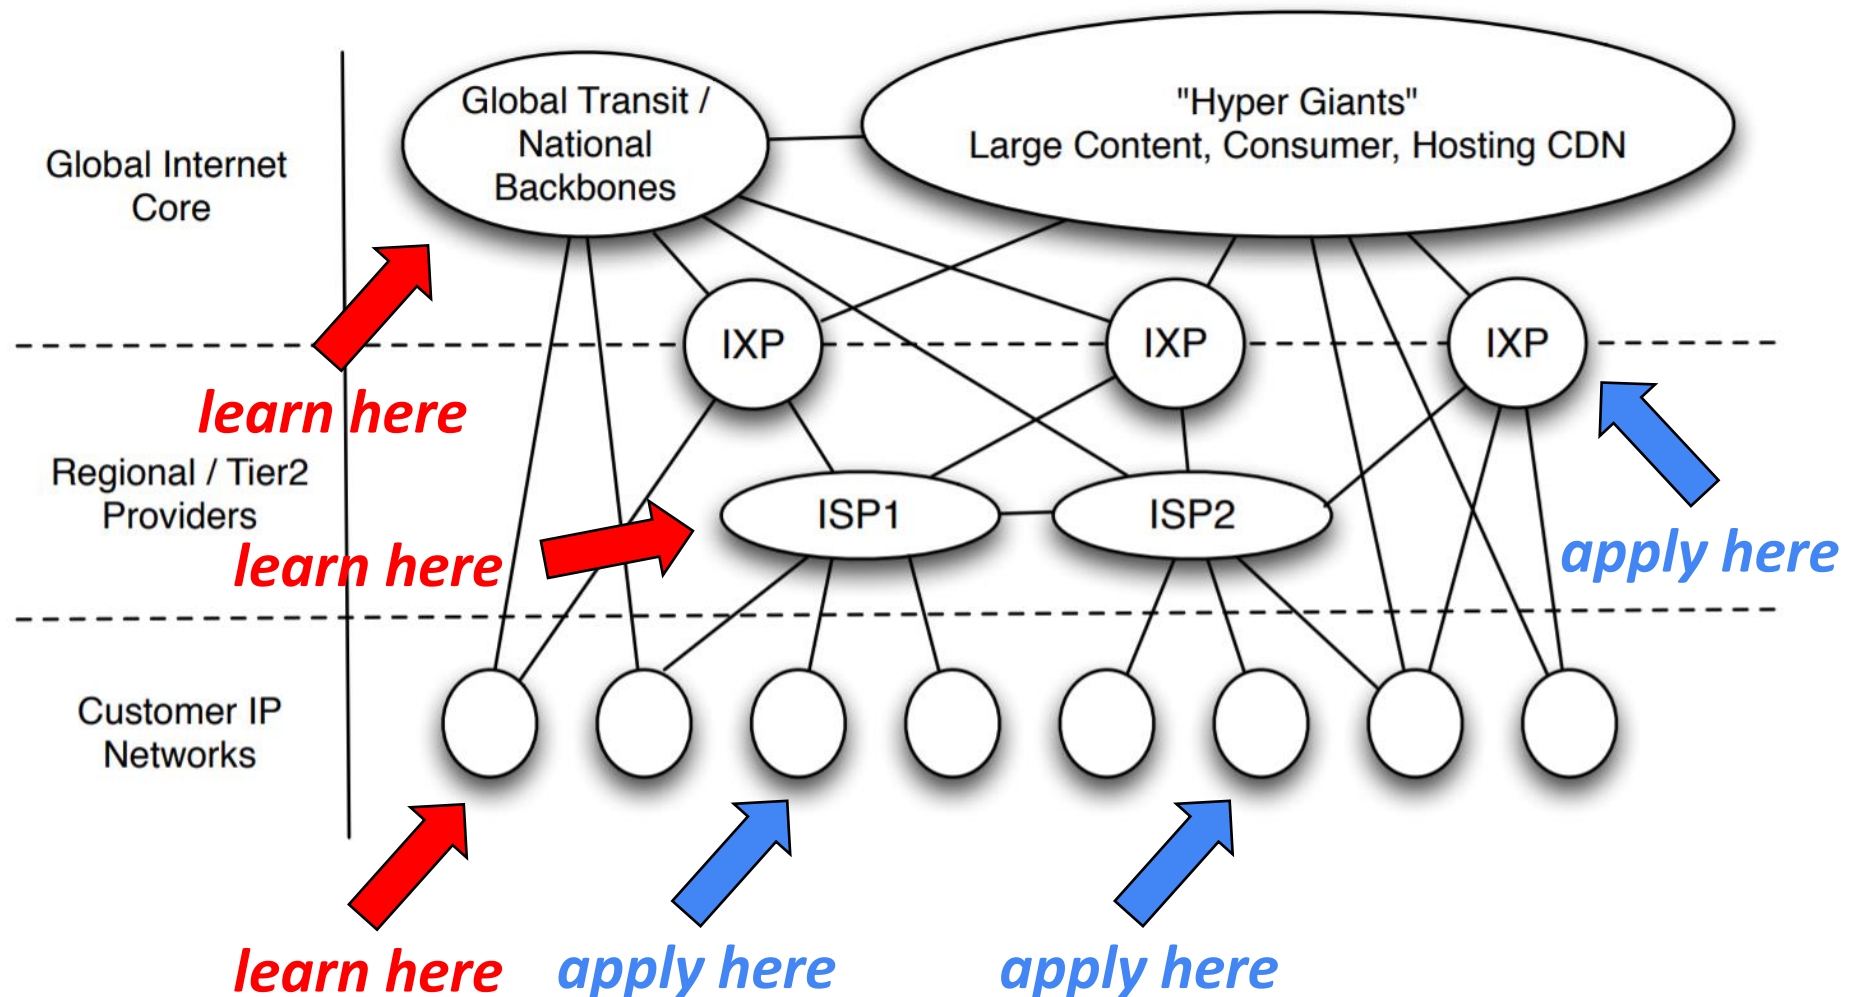 Global Transit /
National
Backbones
"Hyper Giants"
Large Content, Consumer, Hosting CDN
Global Internet
Core
IXP
IXP
IXP
learn here
Regional / Tier2
Providers
ISP1
ISP2
learn here
apply here
Customer IP
Networks
learn here
apply here
apply here